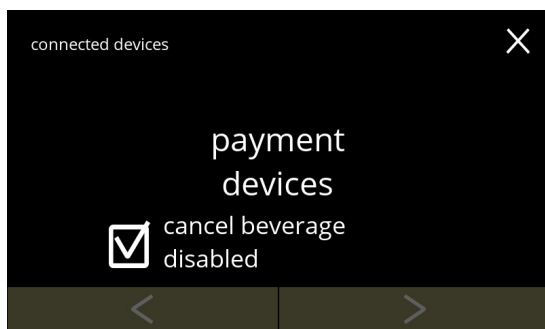 connected devices
payment
devices
cancel beverage
disabled